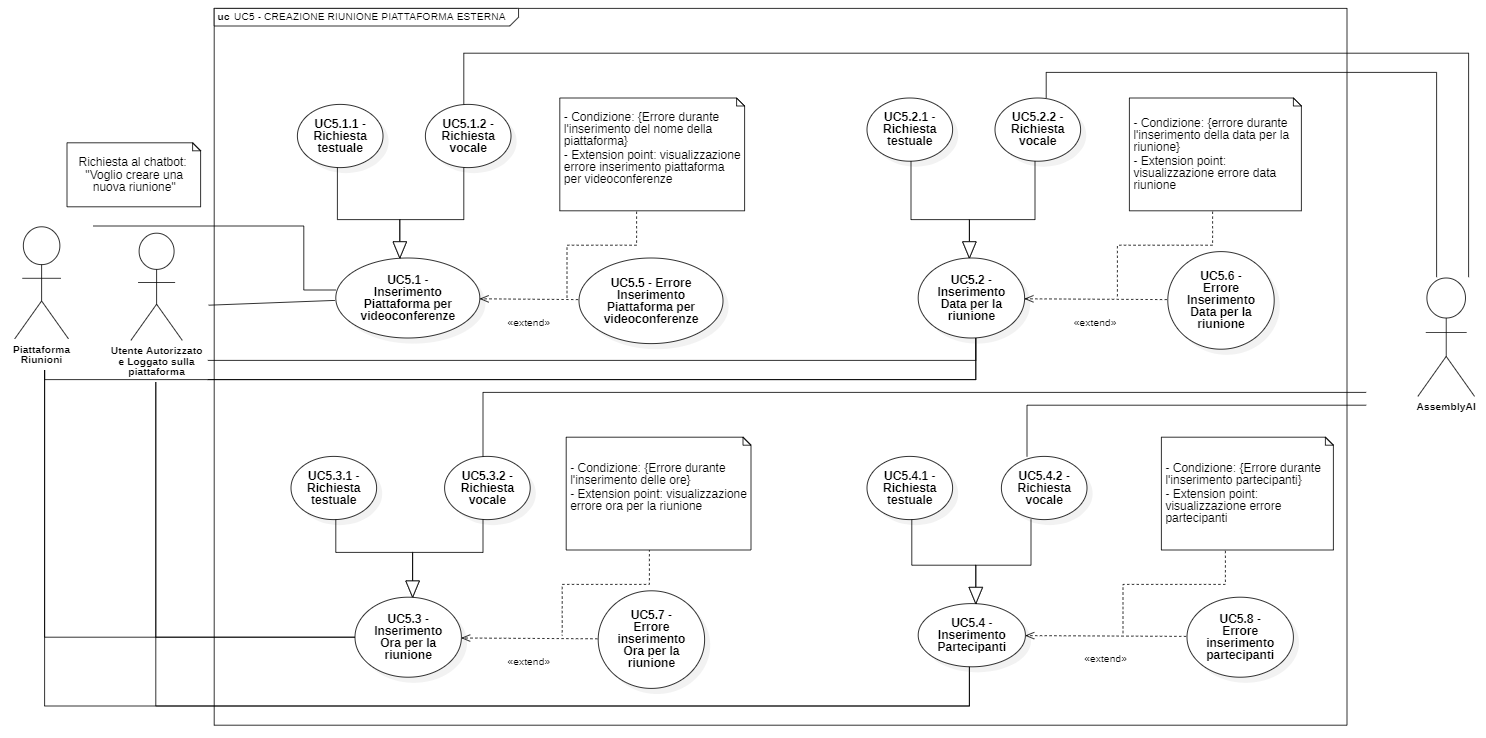 uc UC5 - CREAZIONE RIUNIONE PIATTAFORMA ESTERNA
Richiesta al chatbot:
"Voglio creare una
nuova riunione"
Piattaforma
Riunioni
Utente Autorizzato
e Loggato sulla
piattaforma
UC5.1.1 -
Richiesta
testuale
UC5.1.2 -
Richiesta
vocale
- Condizione: {Errore durante
l'inserimento del nome della
piattaforma}
- Extension point: visualizzazione
errore inserimento piattaforma
per videoconferenze
UC5.1 -
Inserimento
Piattaforma per
videoconferenze
«extend»
UC5.5 - Errore
Inserimento
Piattaforma per
videoconferenze
UC5.2.1 -
Richiesta
testuale
UC5.2.2 -
Richiesta
vocale
- Condizione: {errore durante
l'inserimento della data per la
riunione}
- Extension point:
visualizzazione errore data
riunione
UC5.2 -
Inserimento
Data per la
riunione
«extend»
UC5.6 -
Errore
Inserimento
Data per la
riunione
AssemblyAI
UC5.3.1 -
Richiesta
testuale
UC5.3.2 -
Richiesta
vocale
- Condizione: {Errore durante
l'inserimento delle ore}
- Extension point: visualizzazione
errore ora per la riunione
UC5.3 -
Inserimento
Ora per la
riunione
«extend»
UC5.7 -
Errore
inserimento
Ora per la
riunione
UC5.4.1 -
Richiesta
testuale
UC5.4.2 -
Richiesta
vocale
- Condizione: {Errore durante
l'inserimento partecipanti}
- Extension point:
visualizzazione errore
partecipanti
UC5.4 -
Inserimento
Partecipanti
«extend»
UC5.8 -
Errore
inserimento
partecipanti